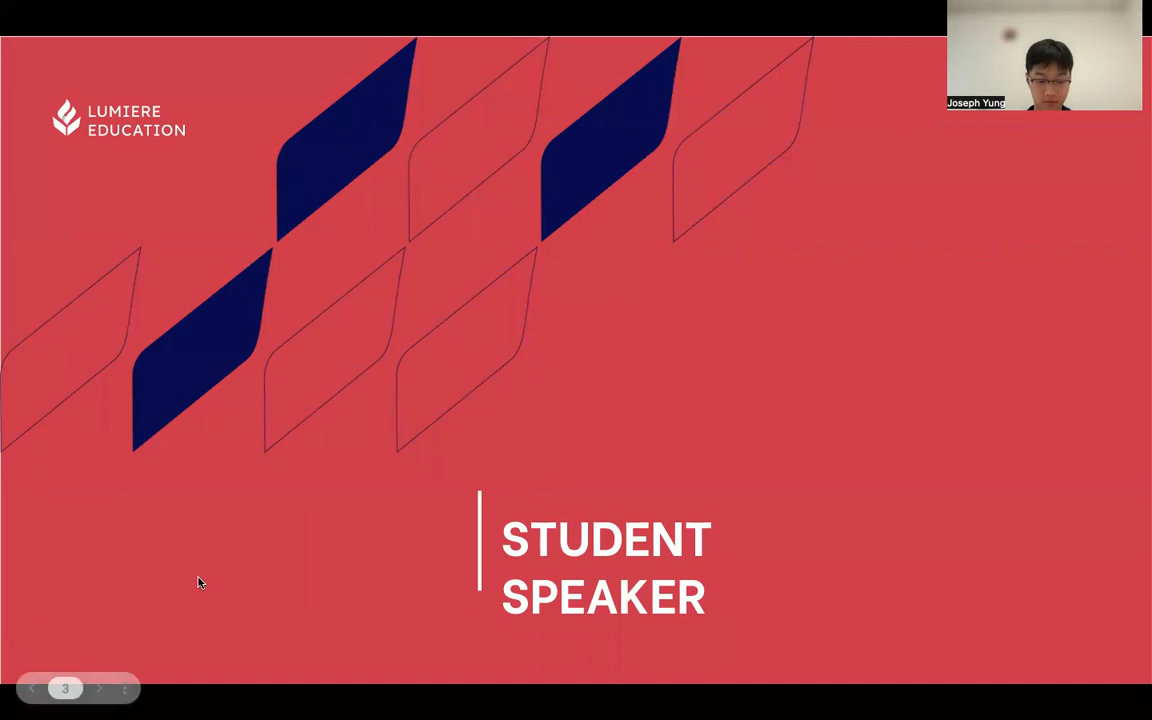 LUMIERE
EDUCATION
Joseph Yung
STUDENT
SPEAKER
3